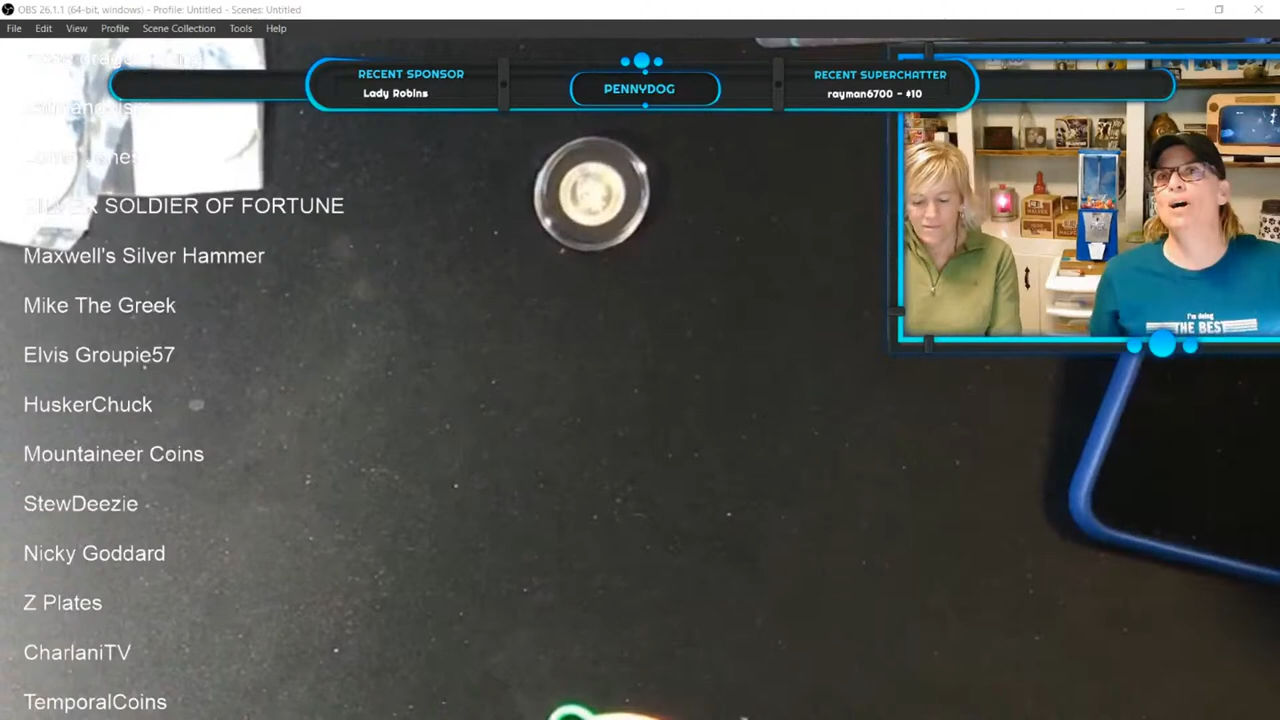 OBS 26.1.1 (64-bit, windows) - Profile: Untitled - Scenes: Untitled
File Edit View Profile Scene Collection Tools Help
RECENT SPONSOR
Lady Robins
PENNYDOG
RECENT SUPERCHATTER
rayman6700 - $10
SILVER SOLDIER OF FORTUNE
Maxwell's Silver Hammer
Mike The Greek
Elvis Groupie57
HuskerChuck
Mountaineer Coins
StewDeezie
Nicky Goddard
Z Plates
CharlaniTV
TemporalCoins
I'm doing
THE BEST